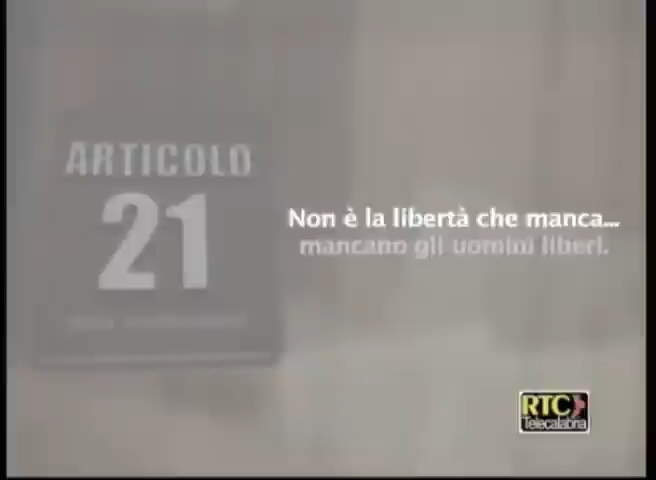 ARTICOLO
21
Non è la libertà che manca...
mancano gli uomini liberi.
RTC
Telecalabria